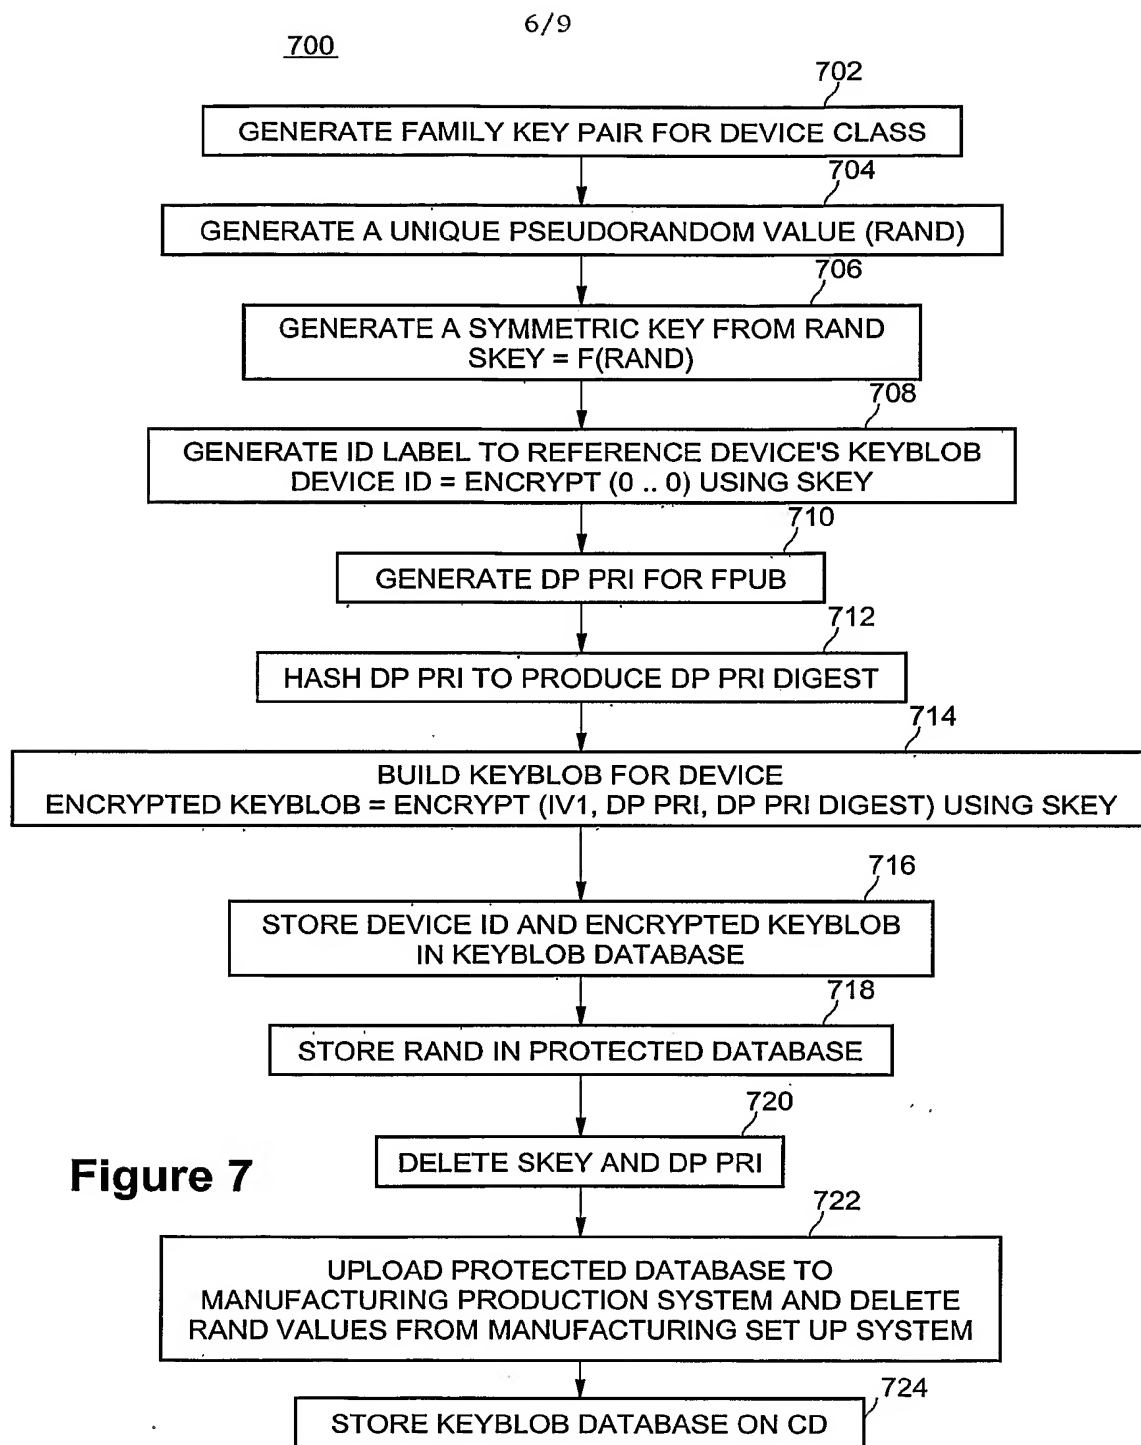 6/9
700
702
GENERATE FAMILY KEY PAIR FOR DEVICE CLASS
704
GENERATE A UNIQUE PSEUDORANDOM VALUE (RAND)
706
GENERATE A SYMMETRIC KEY FROM RAND
SKEY = F(RAND)
708
GENERATE ID LABEL TO REFERENCE DEVICE'S KEYBLOB
DEVICE ID = ENCRYPT (0 .. 0) USING SKEY
710
GENERATE DP PRI FOR FPUB
712
HASH DP PRI TO PRODUCE DP PRI DIGEST
714
BUILD KEYBLOB FOR DEVICE
ENCRYPTED KEYBLOB = ENCRYPT (IV1, DP PRI, DP PRI DIGEST) USING SKEY
716
STORE DEVICE ID AND ENCRYPTED KEYBLOB
IN KEYBLOB DATABASE
718
STORE RAND IN PROTECTED DATABASE
720
DELETE SKEY AND DP PRI
Figure 7
722
UPLOAD PROTECTED DATABASE TO
MANUFACTURING PRODUCTION SYSTEM AND DELETE
RAND VALUES FROM MANUFACTURING SET UP SYSTEM
724
STORE KEYBLOB DATABASE ON CD